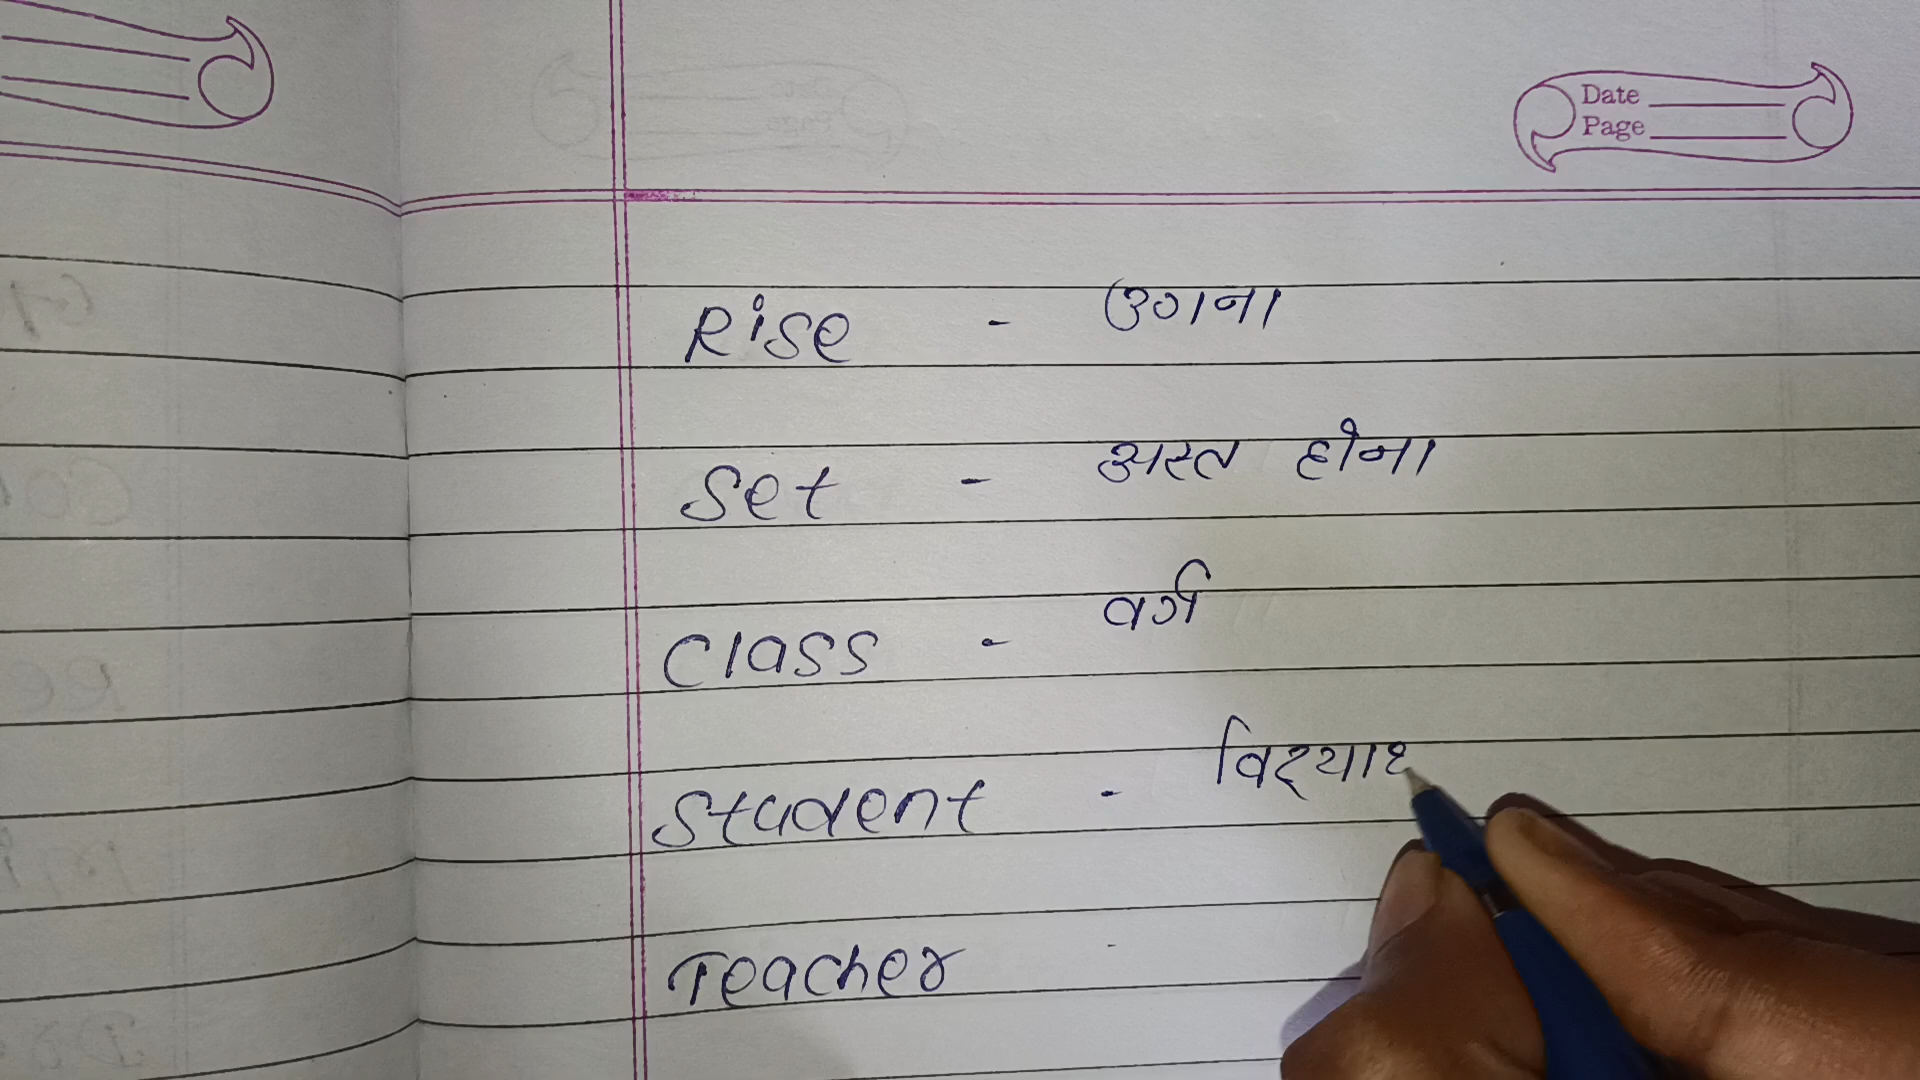 Date
Page
Rise - उगना
Set - अस्त होना
Class - वर्ग
Student - विद्याथ
Teacher -